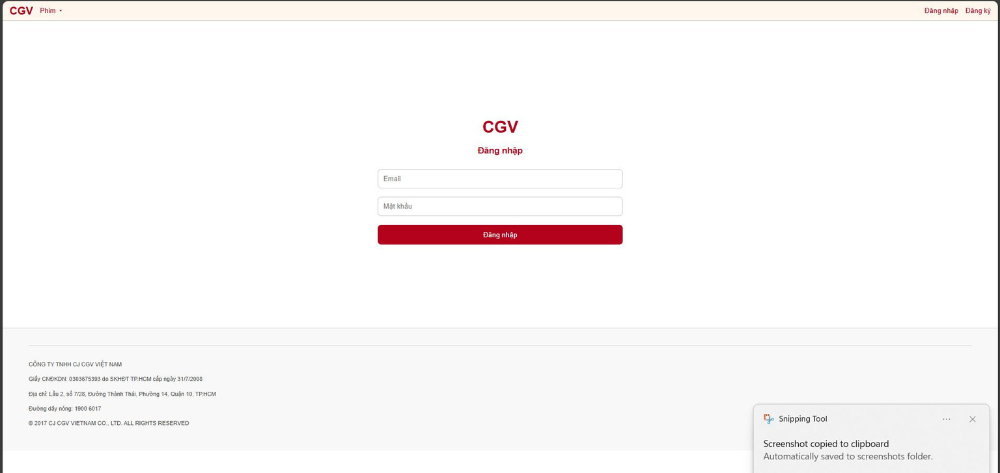 CGV Phim Đăng nhập Đăng ký
CGV
Đăng nhập
Email
Mật khẩu
Đăng nhập
CÔNG TY TNHH CJ CGV VIỆT NAM
Giấy CNĐKDN: 0303675393 do SKHĐT TP.HCM cấp ngày 31/7/2008
Địa chỉ: Lầu 2, số 7/28, Đường Thành Thái, Phường 14, Quận 10, TP.HCM
Đường dây nóng: 1900 6017
© 2017 CJ CGV VIETNAM CO., LTD. ALL RIGHTS RESERVED
Snipping Tool
Screenshot copied to clipboard
Automatically saved to screenshots folder.